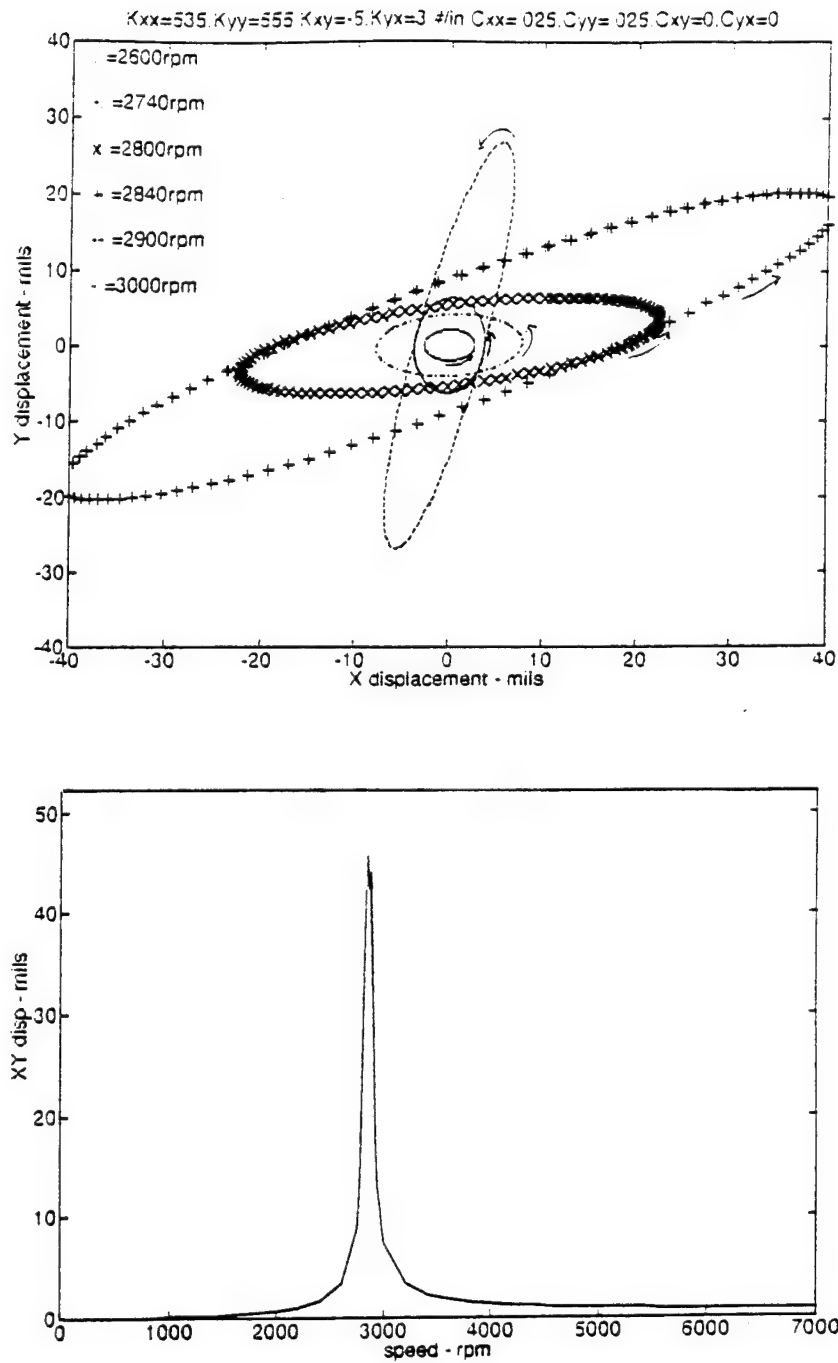 Kxx=535.Kyy=555 Kxy=-5.Kyx=3 #/in Cxx=.025.Cyy=.025.Cxy=0.Cyx=0
40
30
20
10
0
-10
-20
-30
-40
Y displacement - mils
. =2600rpm
-. =2740rpm
x =2800rpm
+ =2840rpm
-- =2900rpm
- =3000rpm
-40 -30 -20 -10 0 10 20 30 40
X displacement - mils
50
40
30
20
10
0
XY disp - mils
0 1000 2000 3000 4000 5000 6000 7000
speed - rpm